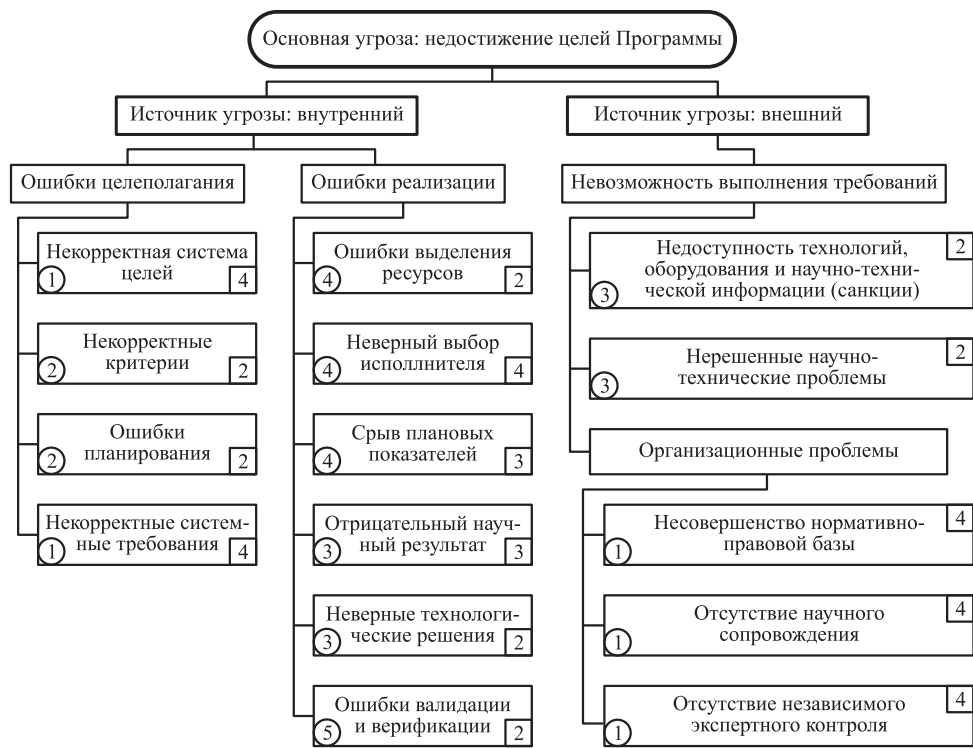 Основная угроза: недостижение целей Программы
Источник угрозы: внутренний
Источник угрозы: внешний
Ошибки целеполагания
Ошибки реализации
Невозможность выполнения требований
Некорректная система
целей
1
4
Некорректные
критерии
2
2
Ошибки
планирования
2
2
Некорректные систем-
ные требования
1
4
Ошибки выделения
ресурсов
4
2
Неверный выбор
исполлнителя
4
4
Срыв плановых
показателей
4
3
Отрицательный науч-
ный результат
3
3
Неверные технологи-
ческие решения
3
2
Ошибки валидации
и верификации
5
2
Недоступность технологий,
оборудования и научно-техни-
ческой информации (санкции)
2
3
Нерешенные научно-
технические проблемы
2
3
Организационные проблемы
Несовершенство нормативно-
правовой базы
4
1
Отсутствие научного
сопровождения
4
1
Отсутствие независимого
экспертного контроля
4
1